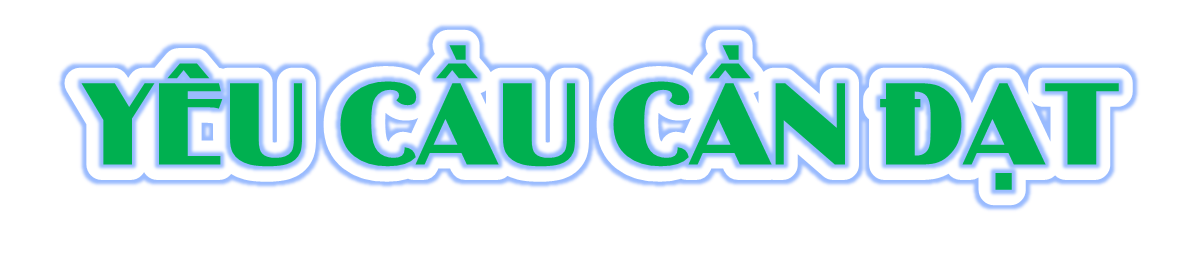 YÊU CẦU CẦN ĐẠT